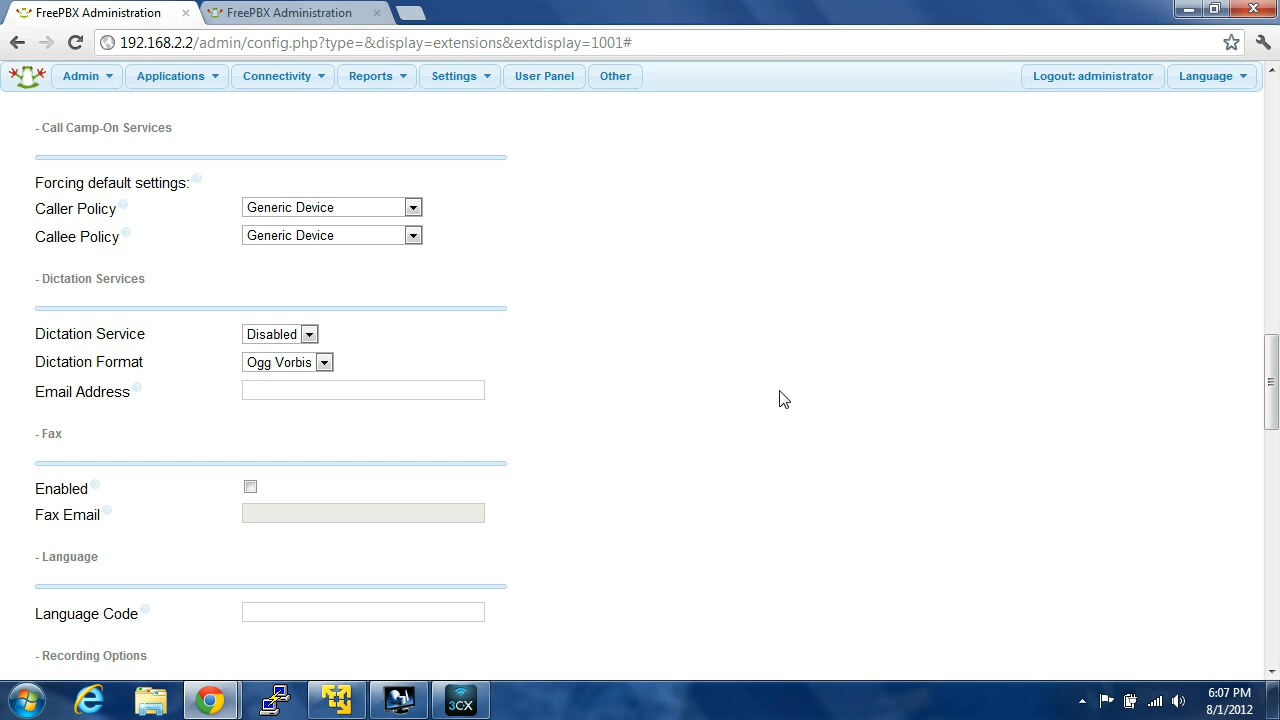 FreePBX Administration
FreePBX Administration
192.168.2.2/admin/config.php?type=&display=extensions&extdisplay=1001#
Admin Applications Connectivity Reports Settings User Panel Other Logout: administrator Language
- Call Camp-On Services
Forcing default settings:
Caller Policy Generic Device
Callee Policy Generic Device
- Dictation Services
Dictation Service Disabled
Dictation Format Ogg Vorbis
Email Address
- Fax
Enabled
Fax Email
- Language
Language Code
- Recording Options
3CX
6:07 PM
8/1/2012